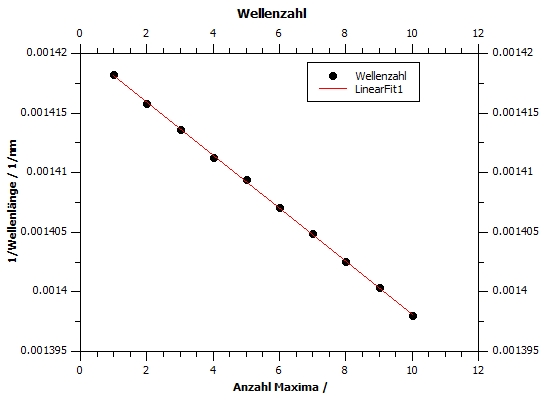 Wellenzahl
0 2 4 6 8 10 12
0.00142 0.00142
Wellenzahl
LinearFit1
0.001415 0.001415
0.00141 0.00141
0.001405 0.001405
0.0014 0.0014
0.001395 0.001395
1/Wellenlänge / 1/nm
0 2 4 6 8 10 12
Anzahl Maxima /